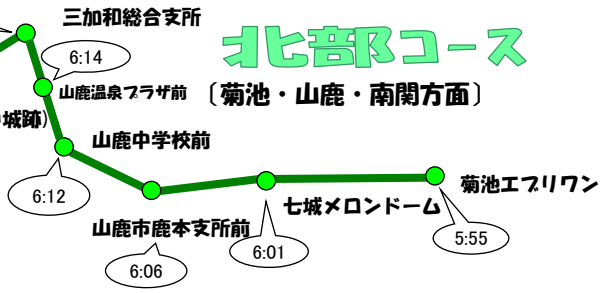 三加和総合支所
北部コース
6:14
山鹿温泉プラザ前
〔菊池・山鹿・南関方面〕
城跡)
山鹿中学校前
6:12
菊池エブリワン
七城メロンドーム
山鹿市鹿本支所前
5:55
6:01
6:06